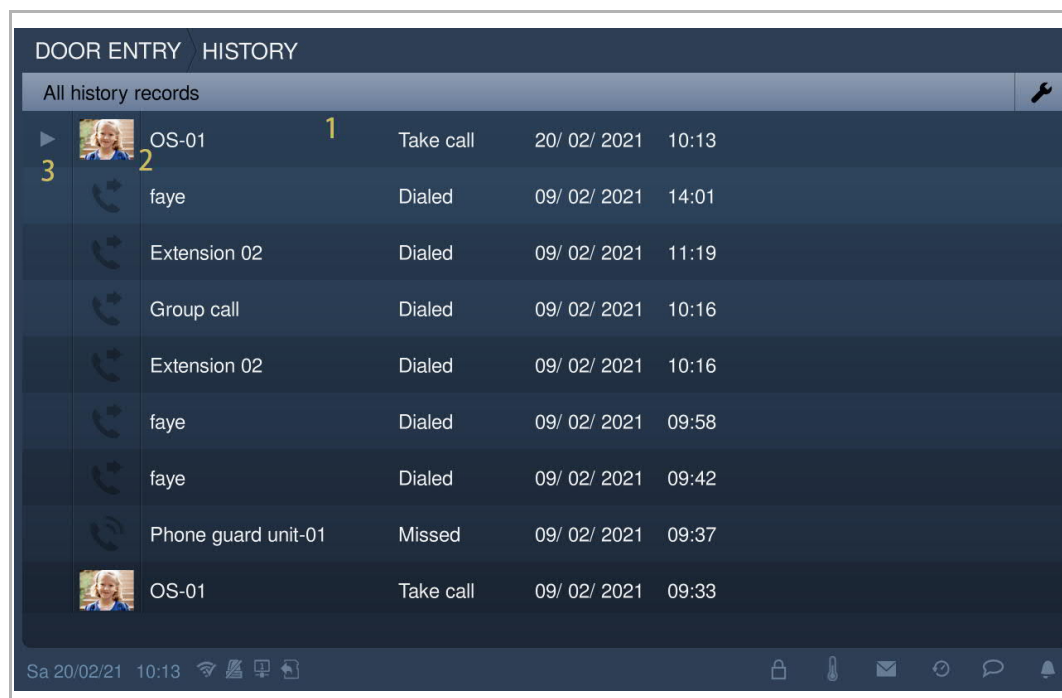 DOOR ENTRY HISTORY
All history records
OS-01 1 Take call 20/ 02/ 2021 10:13
3 2
faye Dialed 09/ 02/ 2021 14:01
Extension 02 Dialed 09/ 02/ 2021 11:19
Group call Dialed 09/ 02/ 2021 10:16
Extension 02 Dialed 09/ 02/ 2021 10:16
faye Dialed 09/ 02/ 2021 09:58
faye Dialed 09/ 02/ 2021 09:42
Phone guard unit-01 Missed 09/ 02/ 2021 09:37
OS-01 Take call 09/ 02/ 2021 09:33
Sa 20/02/21 10:13